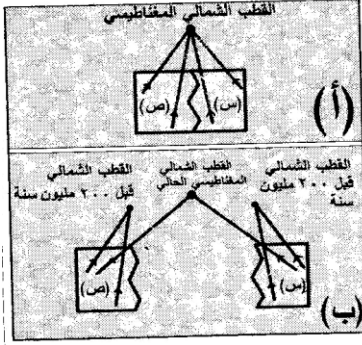 القطب الشمالي المغناطيسي
(س)
(ص)
(أ)
القطب الشمالي
قبل ٢٠٠ مليون
سنة
القطب الشمالي
المغناطيسي الحالي
القطب الشمالي
قبل ٢٠٠ مليون سنة
(س)
(ص)
(ب)